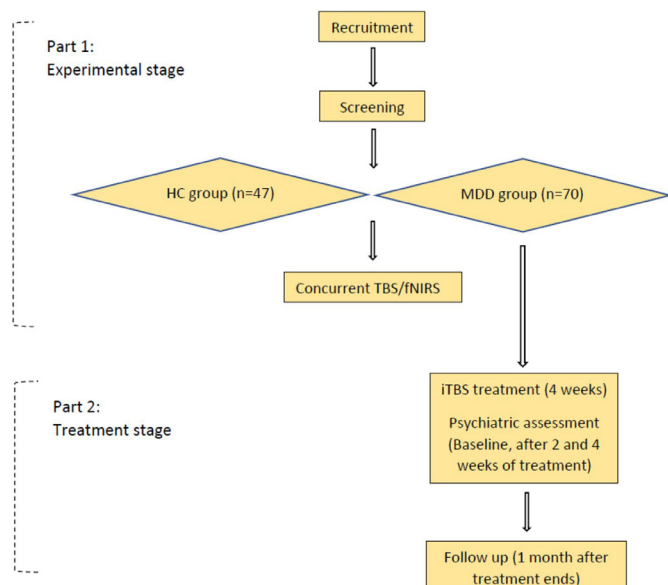 Part 1:
Experimental stage
Recruitment
Screening
HC group (n=47)
MDD group (n=70)
Concurrent TBS/fNIRS
Part 2:
Treatment stage
iTBS treatment (4 weeks)
Psychiatric assessment
(Baseline, after 2 and 4
weeks of treatment)
Follow up (1 month after
treatment ends)